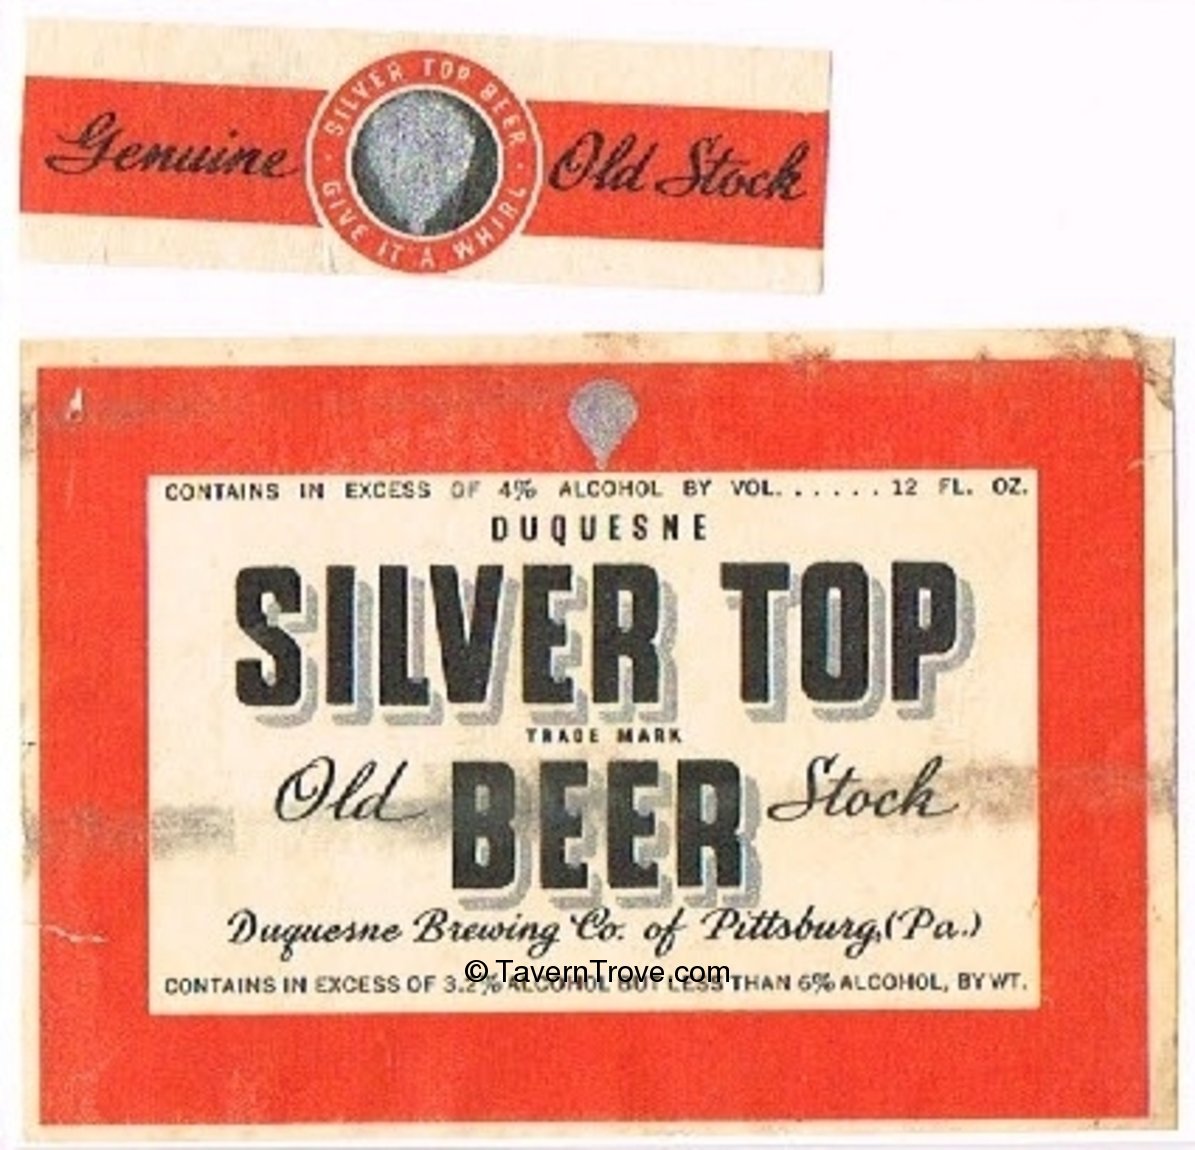 SILVER TOP BEER
Genuine
Old Stock
GIVE IT A WHIRL
CONTAINS IN EXCESS OF 4% ALCOHOL BY VOL. . . . . . 12 FL. OZ.
DUQUESNE
SILVER TOP
TRADE MARK
Old BEER Stock
Duquesne Brewing Co. of Pittsburg, (Pa.)
© TavernTrove.com
CONTAINS IN EXCESS OF 3.2% ALCOHOL BUT LESS THAN 6% ALCOHOL, BY WT.